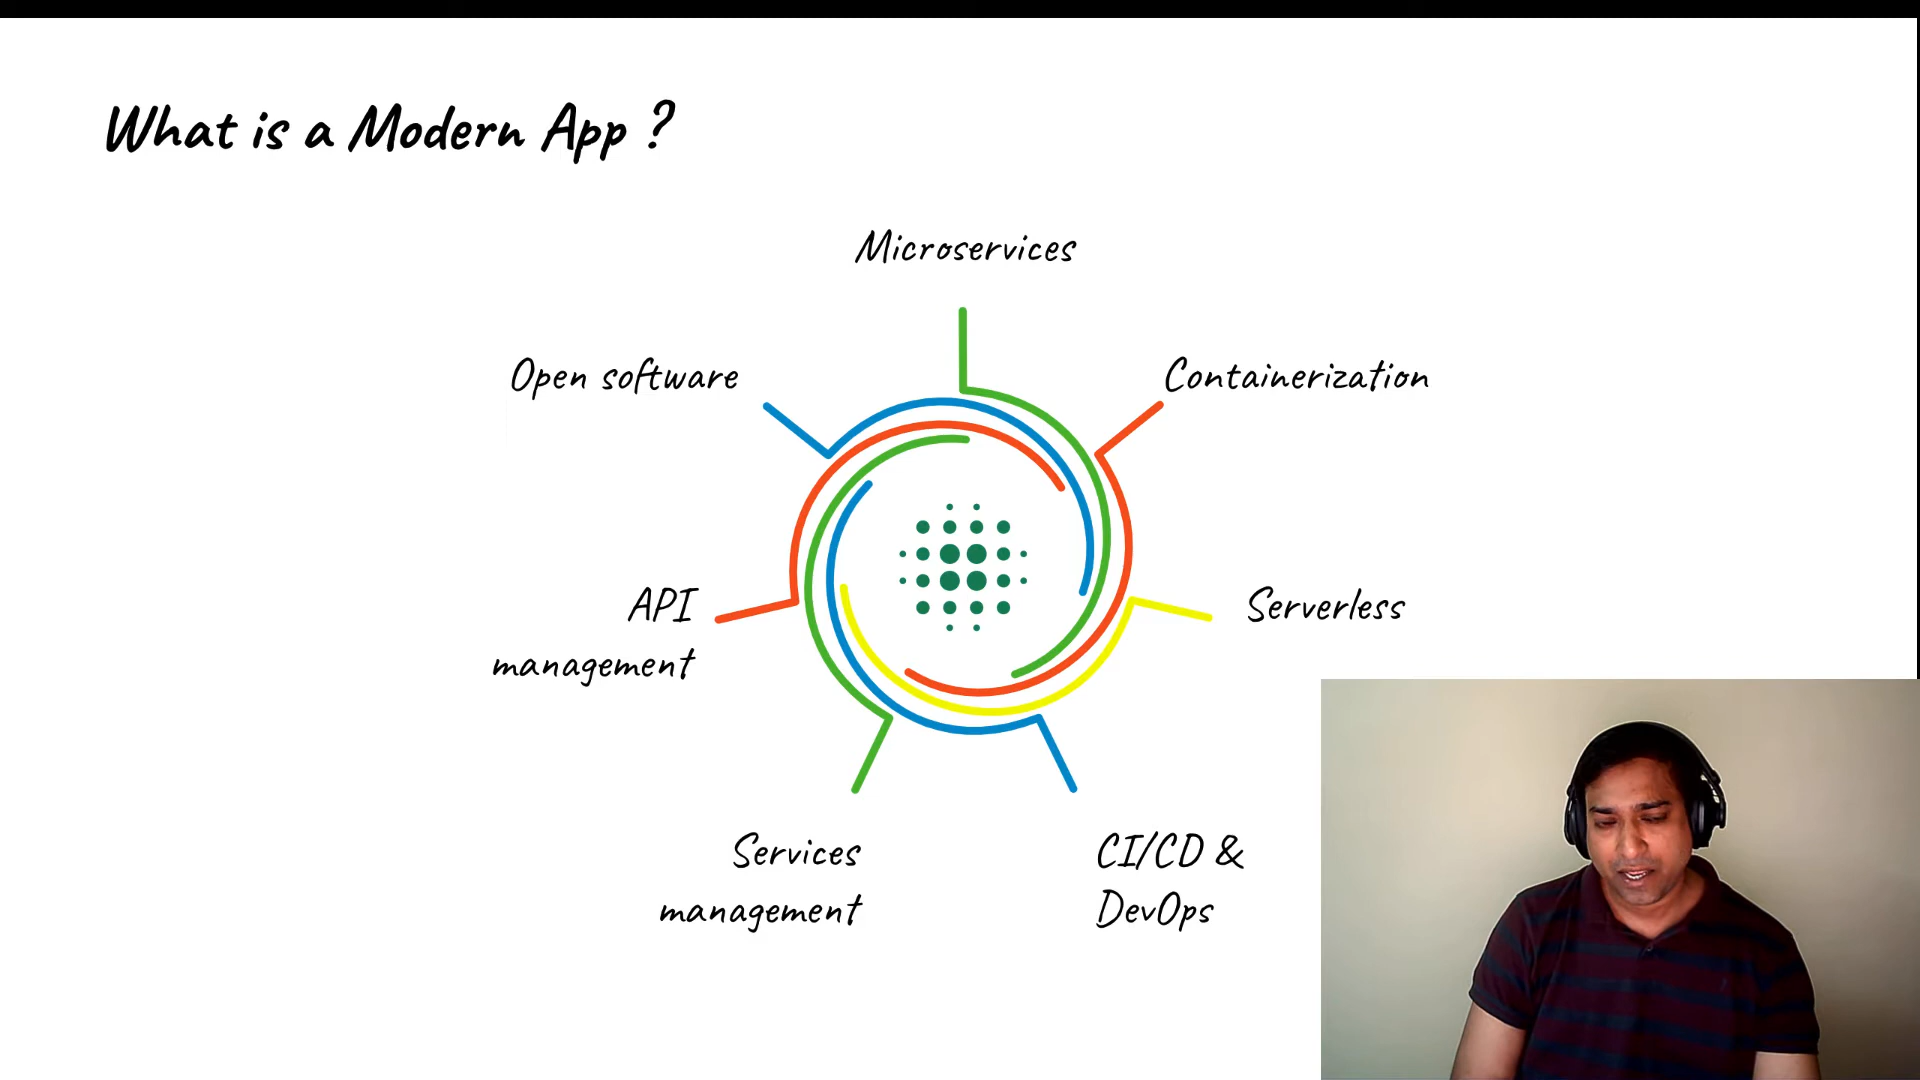 What is a Modern App ?
Microservices
Open software
Containerization
API
management
Serverless
Services
management
CI/CD &
DevOps